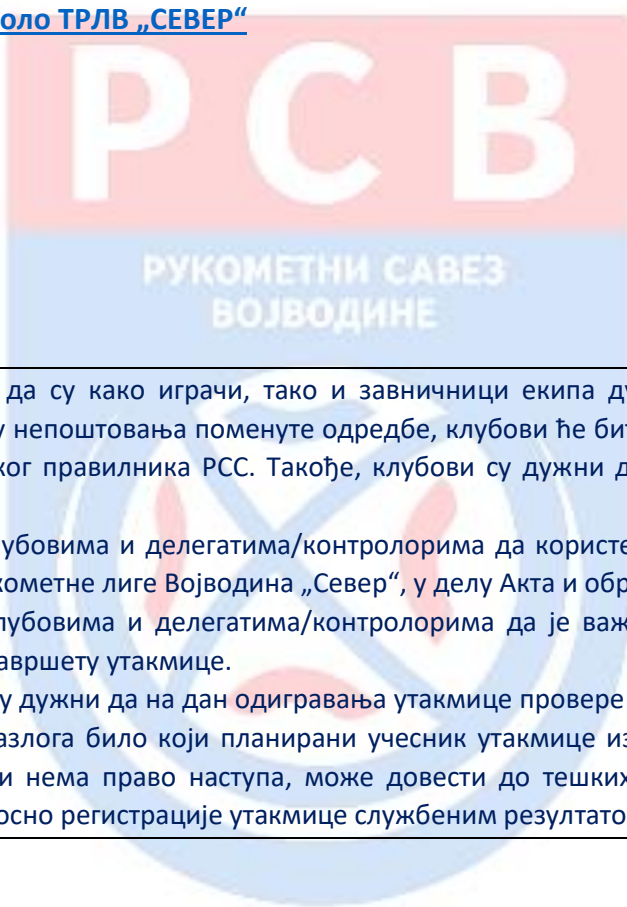 оло ТРЛВ „СЕВЕР“
РСВ
РУКОМЕТНИ САВЕЗ
ВОЈВОДИНЕ
да су како играчи, тако и завничници екипа ду
у непоштовања поменуте одредбе, клубови ће бит
ког правилника РСС. Такође, клубови су дужни д
убовима и делегатима/контролорима да користе
кометне лиге Војводина „Север“, у делу Акта и обр
лубовима и делегатима/контролорима да је важ
авршету утакмице.
у дужни да на дан одигравања утакмице провере
азлога било који планирани учесник утакмице из
и нема право наступа, може довести до тешких
осно регистрације утакмице службеним резултато